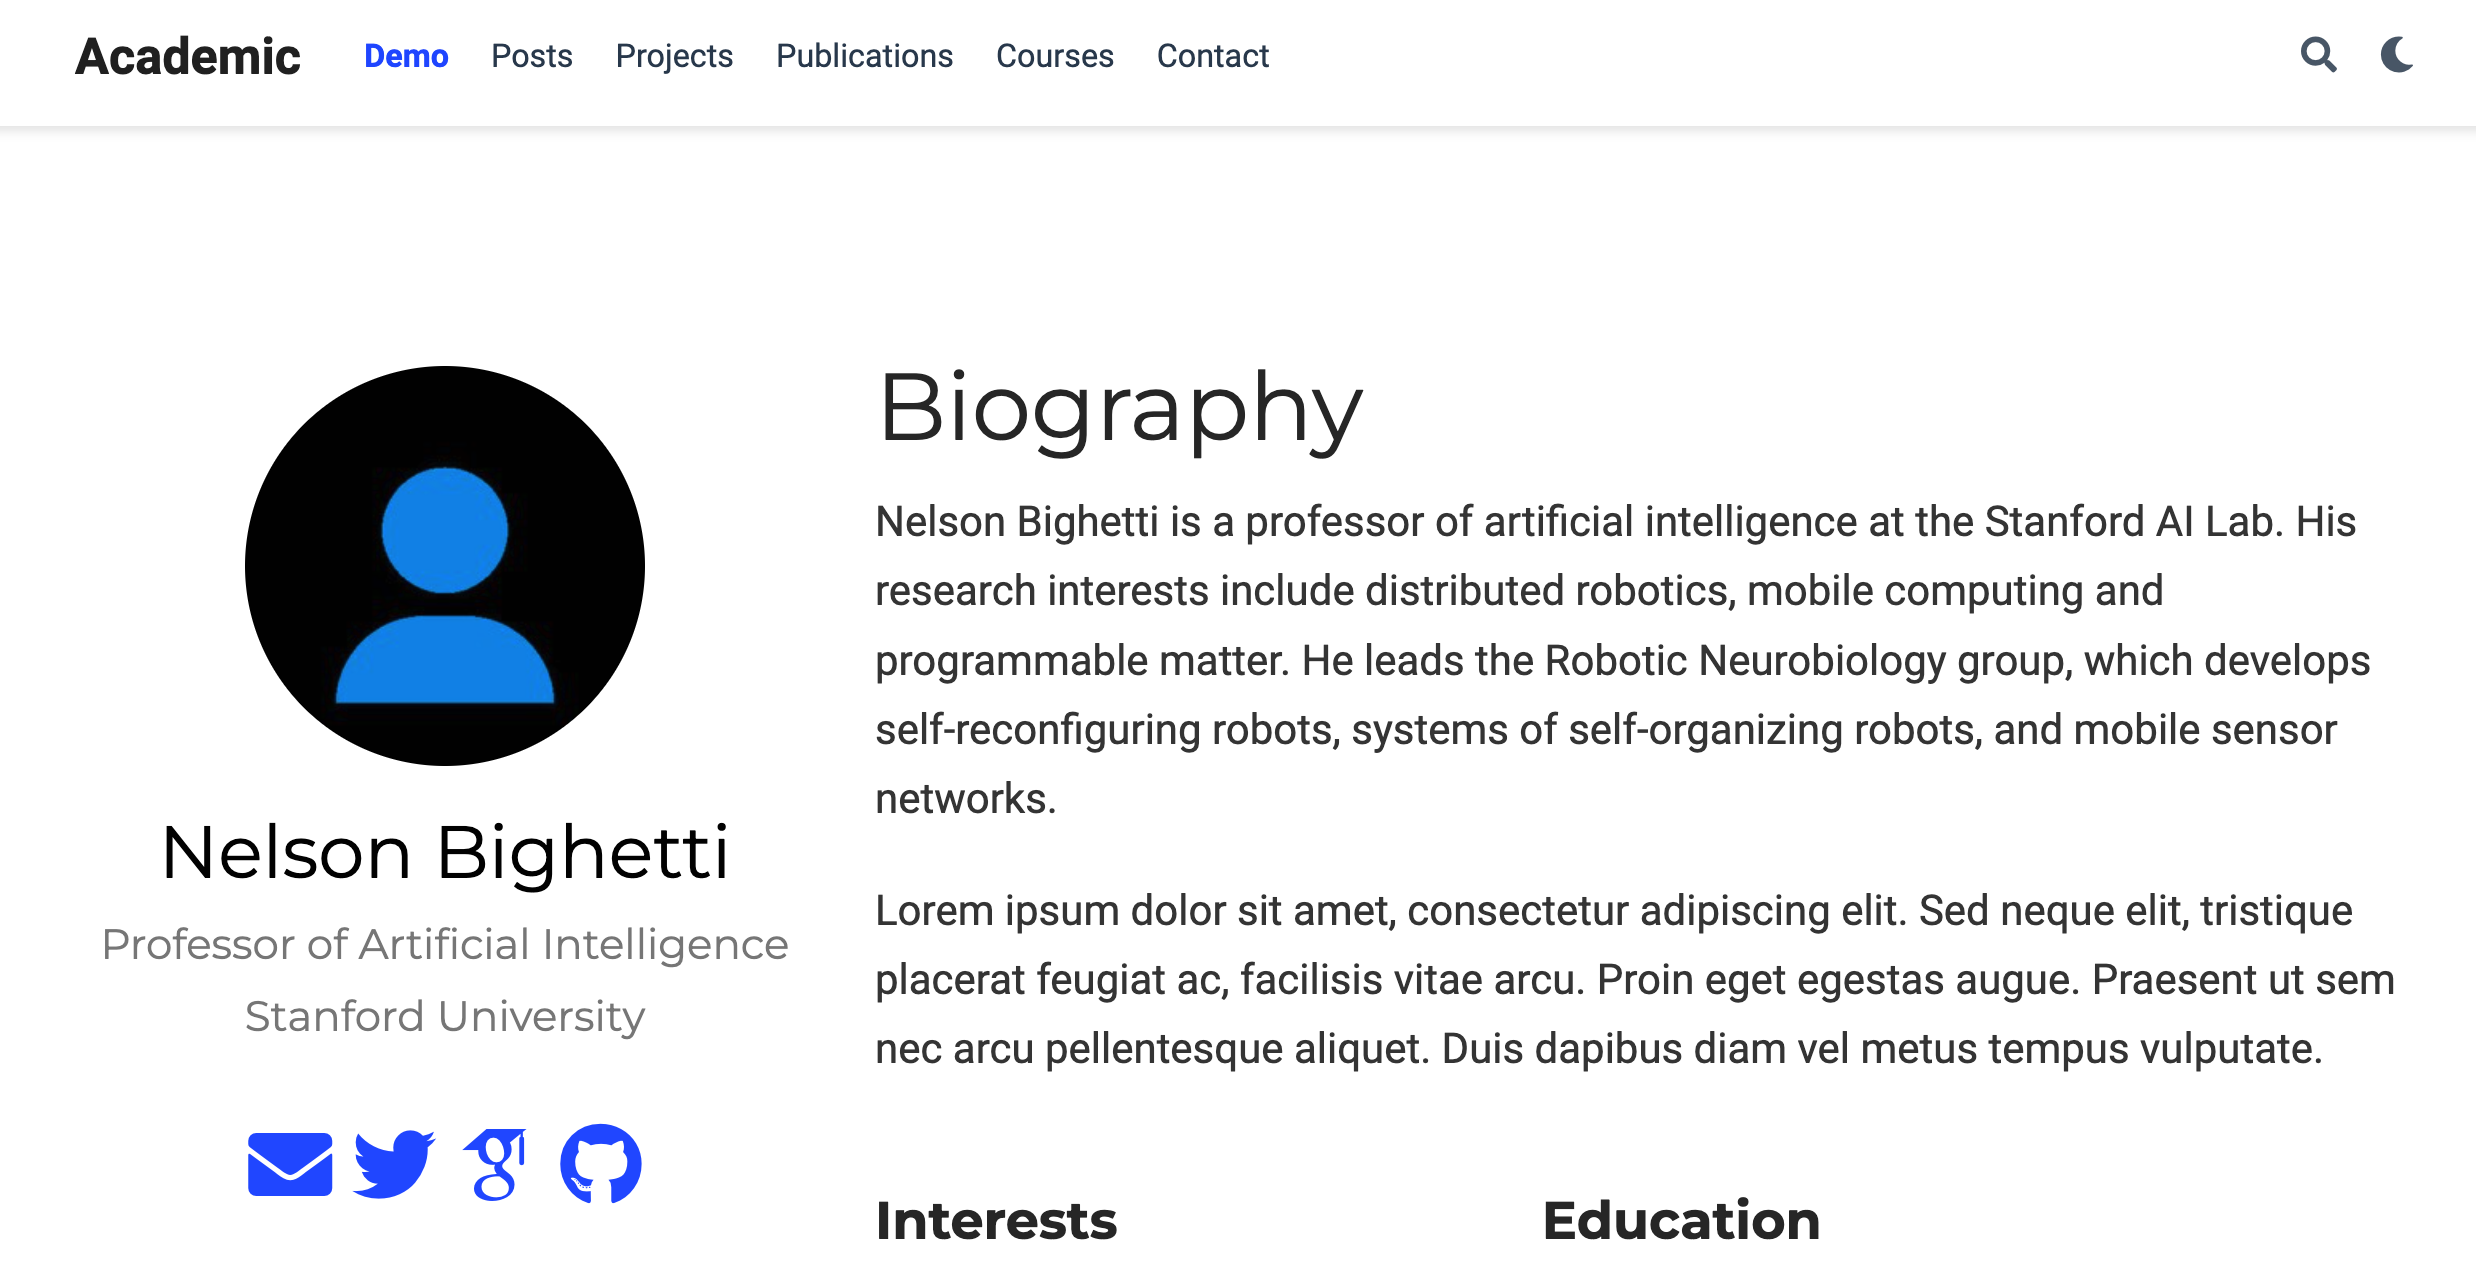 Academic Demo Posts Projects Publications Courses Contact
Nelson Bighetti
Professor of Artificial Intelligence
Stanford University
Biography
Nelson Bighetti is a professor of artificial intelligence at the Stanford AI Lab. His
research interests include distributed robotics, mobile computing and
programmable matter. He leads the Robotic Neurobiology group, which develops
self-reconfiguring robots, systems of self-organizing robots, and mobile sensor
networks.
Lorem ipsum dolor sit amet, consectetur adipiscing elit. Sed neque elit, tristique
placerat feugiat ac, facilisis vitae arcu. Proin eget egestas augue. Praesent ut sem
nec arcu pellentesque aliquet. Duis dapibus diam vel metus tempus vulputate.
Interests
Education